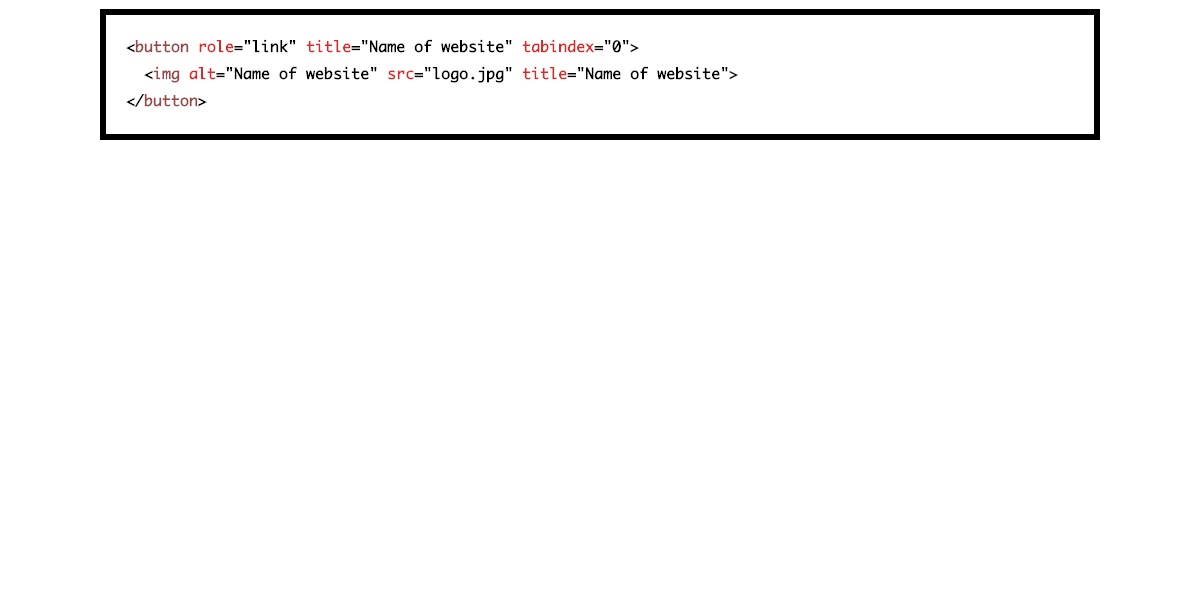 <button role="link" title="Name of website" tabindex="0">
  <img alt="Name of website" src="logo.jpg" title="Name of website">
</button>